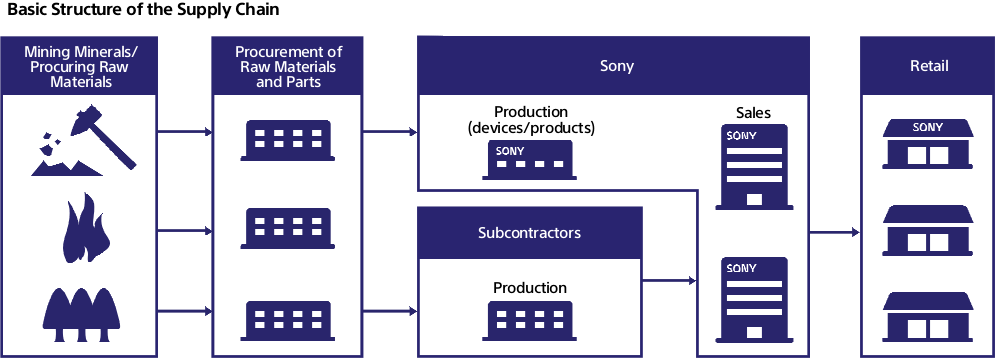 Basic Structure of the Supply Chain
Mining Minerals/
Procuring Raw
Materials
Procurement of
Raw Materials
and Parts
Sony
Retail
Production
(devices/products)
SONY
Sales
SONY
SONY
Subcontractors
Production
SONY